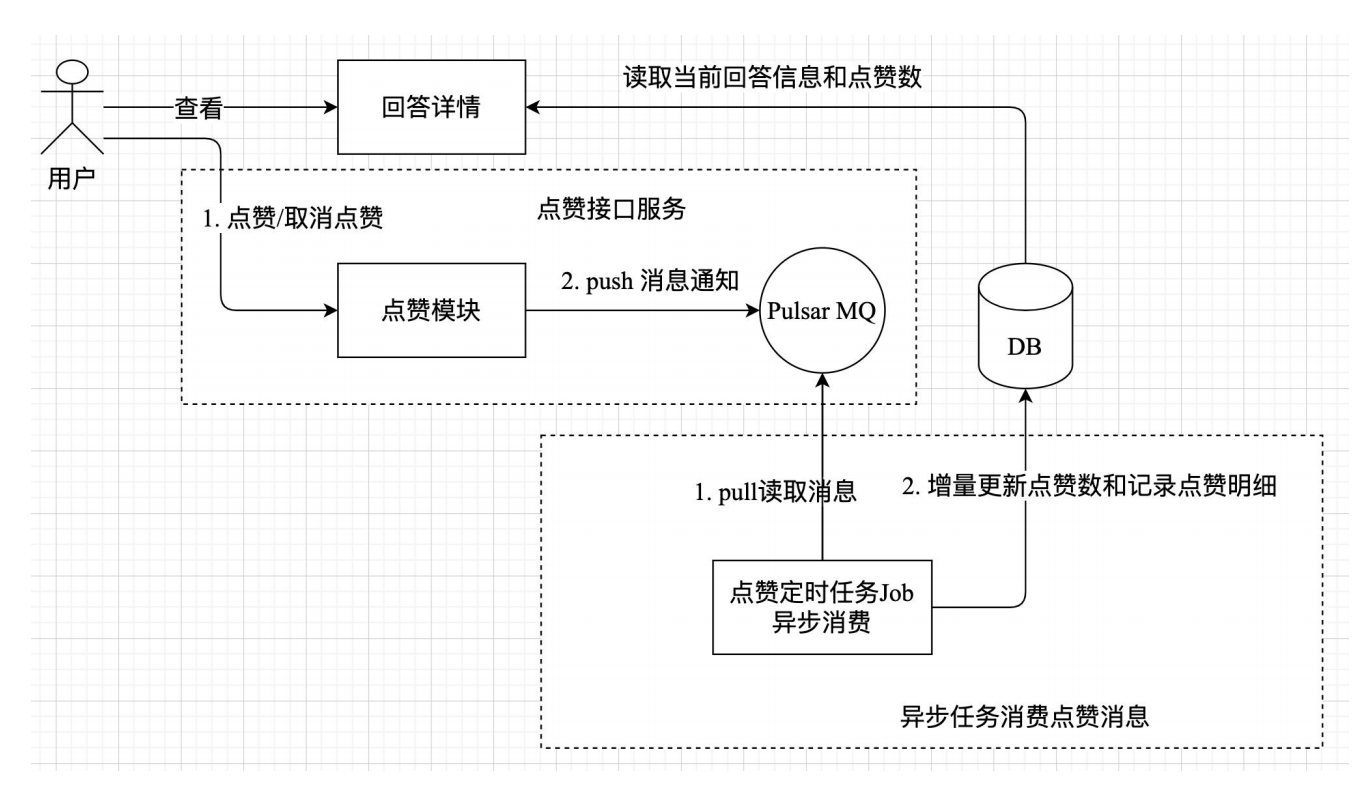 读取当前回答信息和点赞数
查看
回答详情
用户
1. 点赞/取消点赞
点赞接口服务
2. push 消息通知
点赞模块
Pulsar MQ
DB
1. pull读取消息
2. 增量更新点赞数和记录点赞明细
点赞定时任务Job
异步消费
异步任务消费点赞消息